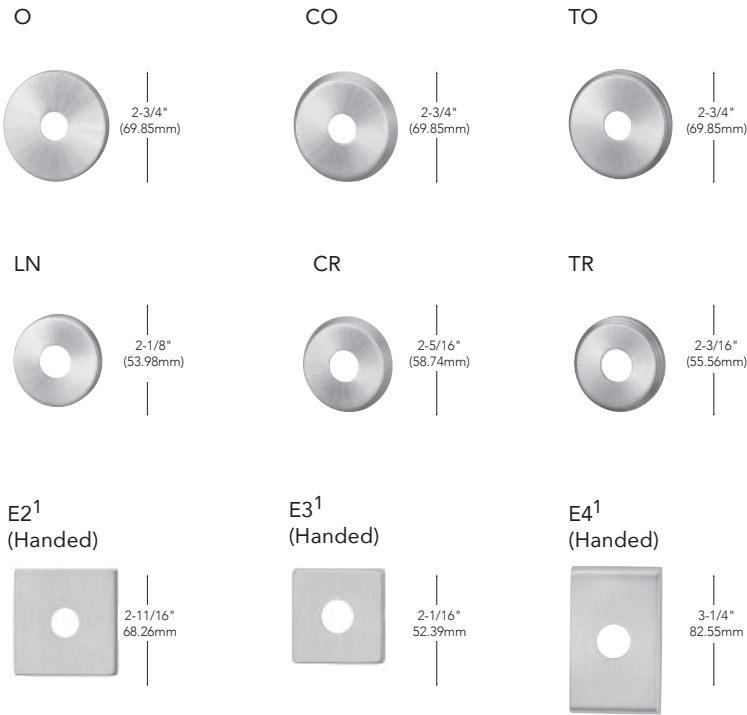 O
CO
TO
2-3/4"
(69.85mm)
2-3/4"
(69.85mm)
2-3/4"
(69.85mm)
LN
CR
TR
2-1/8"
(53.98mm)
2-5/16"
(58.74mm)
2-3/16"
(55.56mm)
E2¹
(Handed)
E3¹
(Handed)
E4¹
(Handed)
2-11/16"
68.26mm
2-1/16"
52.39mm
3-1/4"
82.55mm